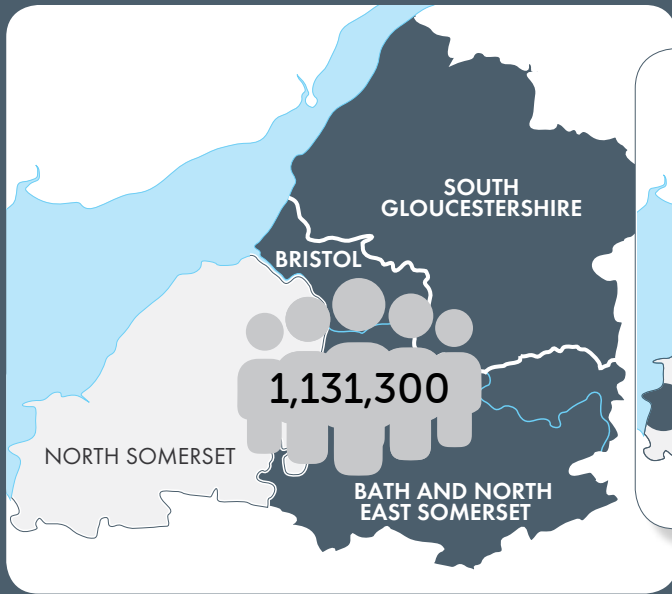 SOUTH
GLOUCESTERSHIRE
BRISTOL
1,131,300
NORTH SOMERSET
BATH AND NORTH
EAST SOMERSET